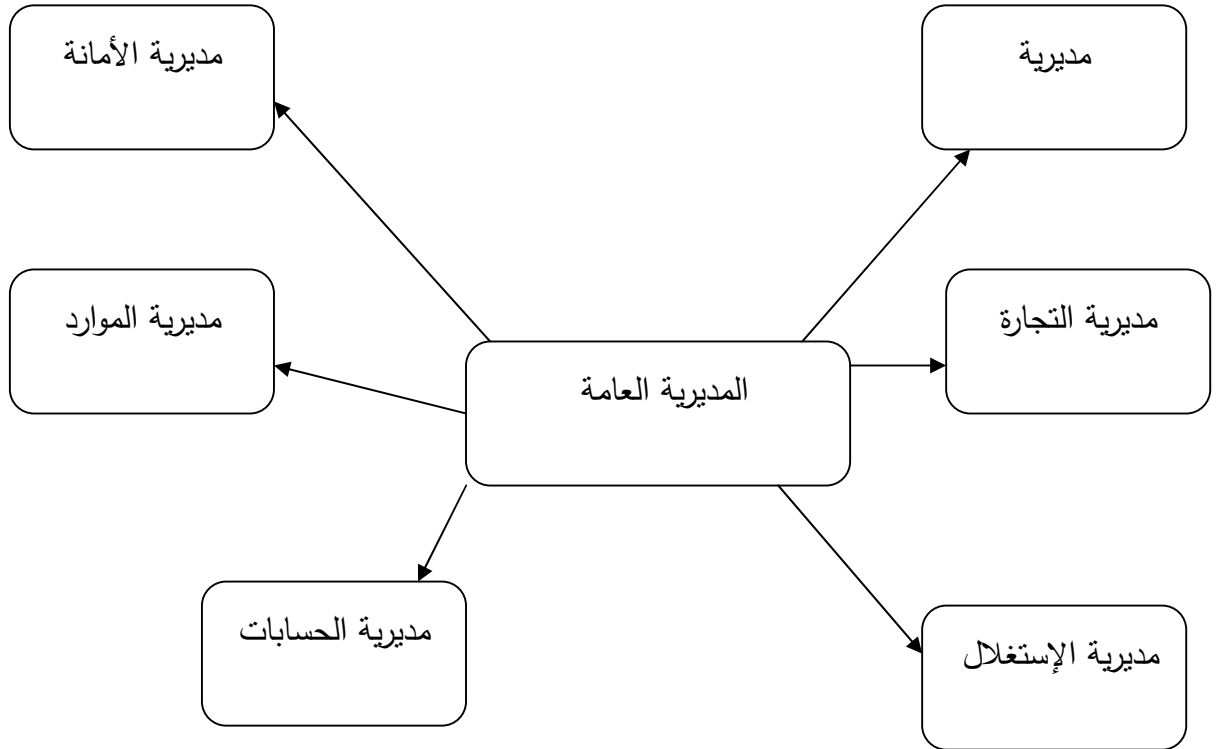 مديرية
مديرية الأمانة
مديرية التجارة
مديرية الموارد
المديرية العامة
مديرية الحسابات
مديرية الإستغلال